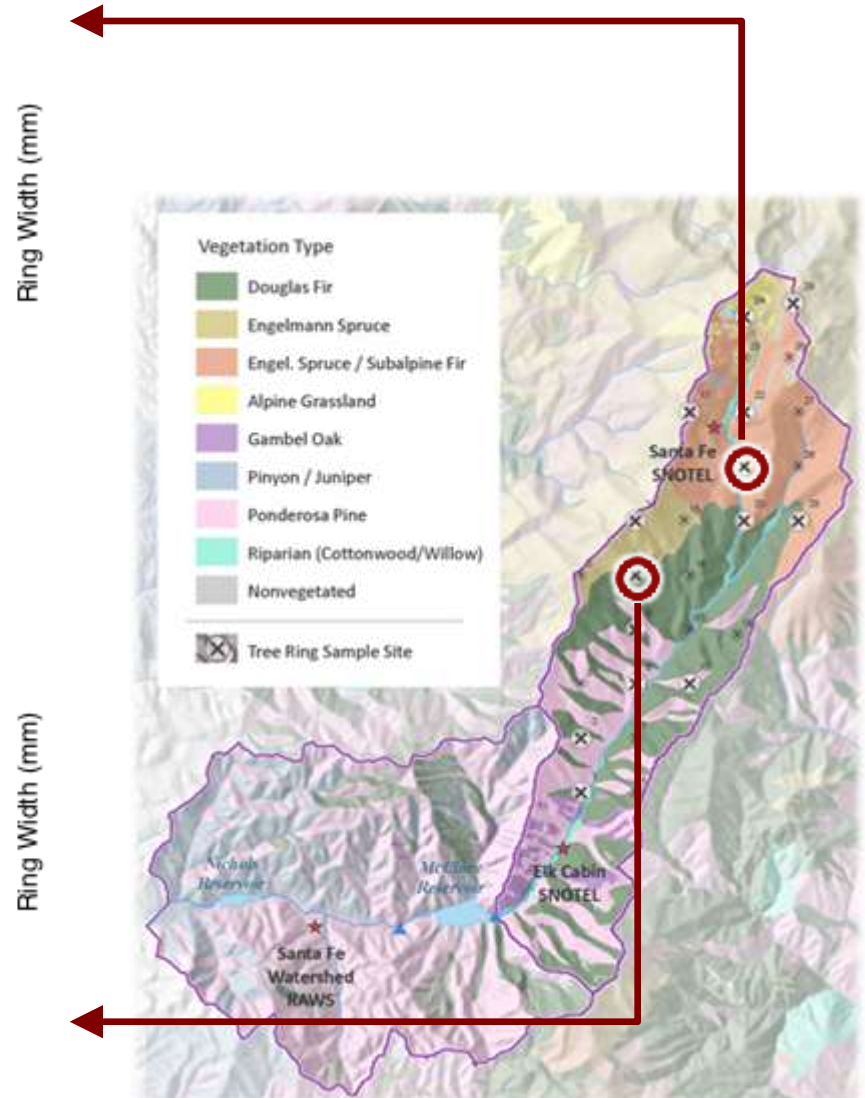 Ring Width (mm)
Vegetation Type
Douglas Fir
Engelmann Spruce
Engel. Spruce / Subalpine Fir
Alpine Grassland
Gambel Oak
Pinyon / Juniper
Ponderosa Pine
Riparian (Cottonwood/Willow)
Nonvegetated
Tree Ring Sample Site
Santa Fe
SNOTEL
Ring Width (mm)
Nichols
Reservoir
McClure
Reservoir
Elk Cabin
SNOTEL
Santa Fe
Watershed
RAWS